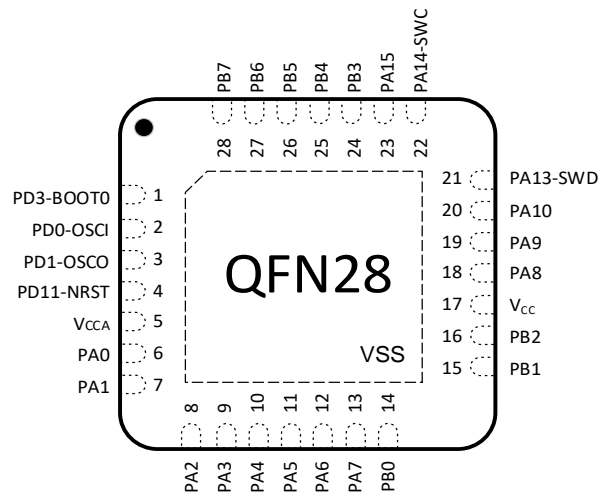 PB7
PB6
PB5
PB4
PB3
PA15
PA14-SWC
28
27
26
25
24
23
22
PD3-BOOT0 1
PD0-OSCI 2
PD1-OSCO 3
PD11-NRST 4
VCCA 5
PA0 6
PA1 7
QFN28
VSS
21 PA13-SWD
20 PA10
19 PA9
18 PA8
17 VCC
16 PB2
15 PB1
8
9
10
11
12
13
14
PA2
PA3
PA4
PA5
PA6
PA7
PB0